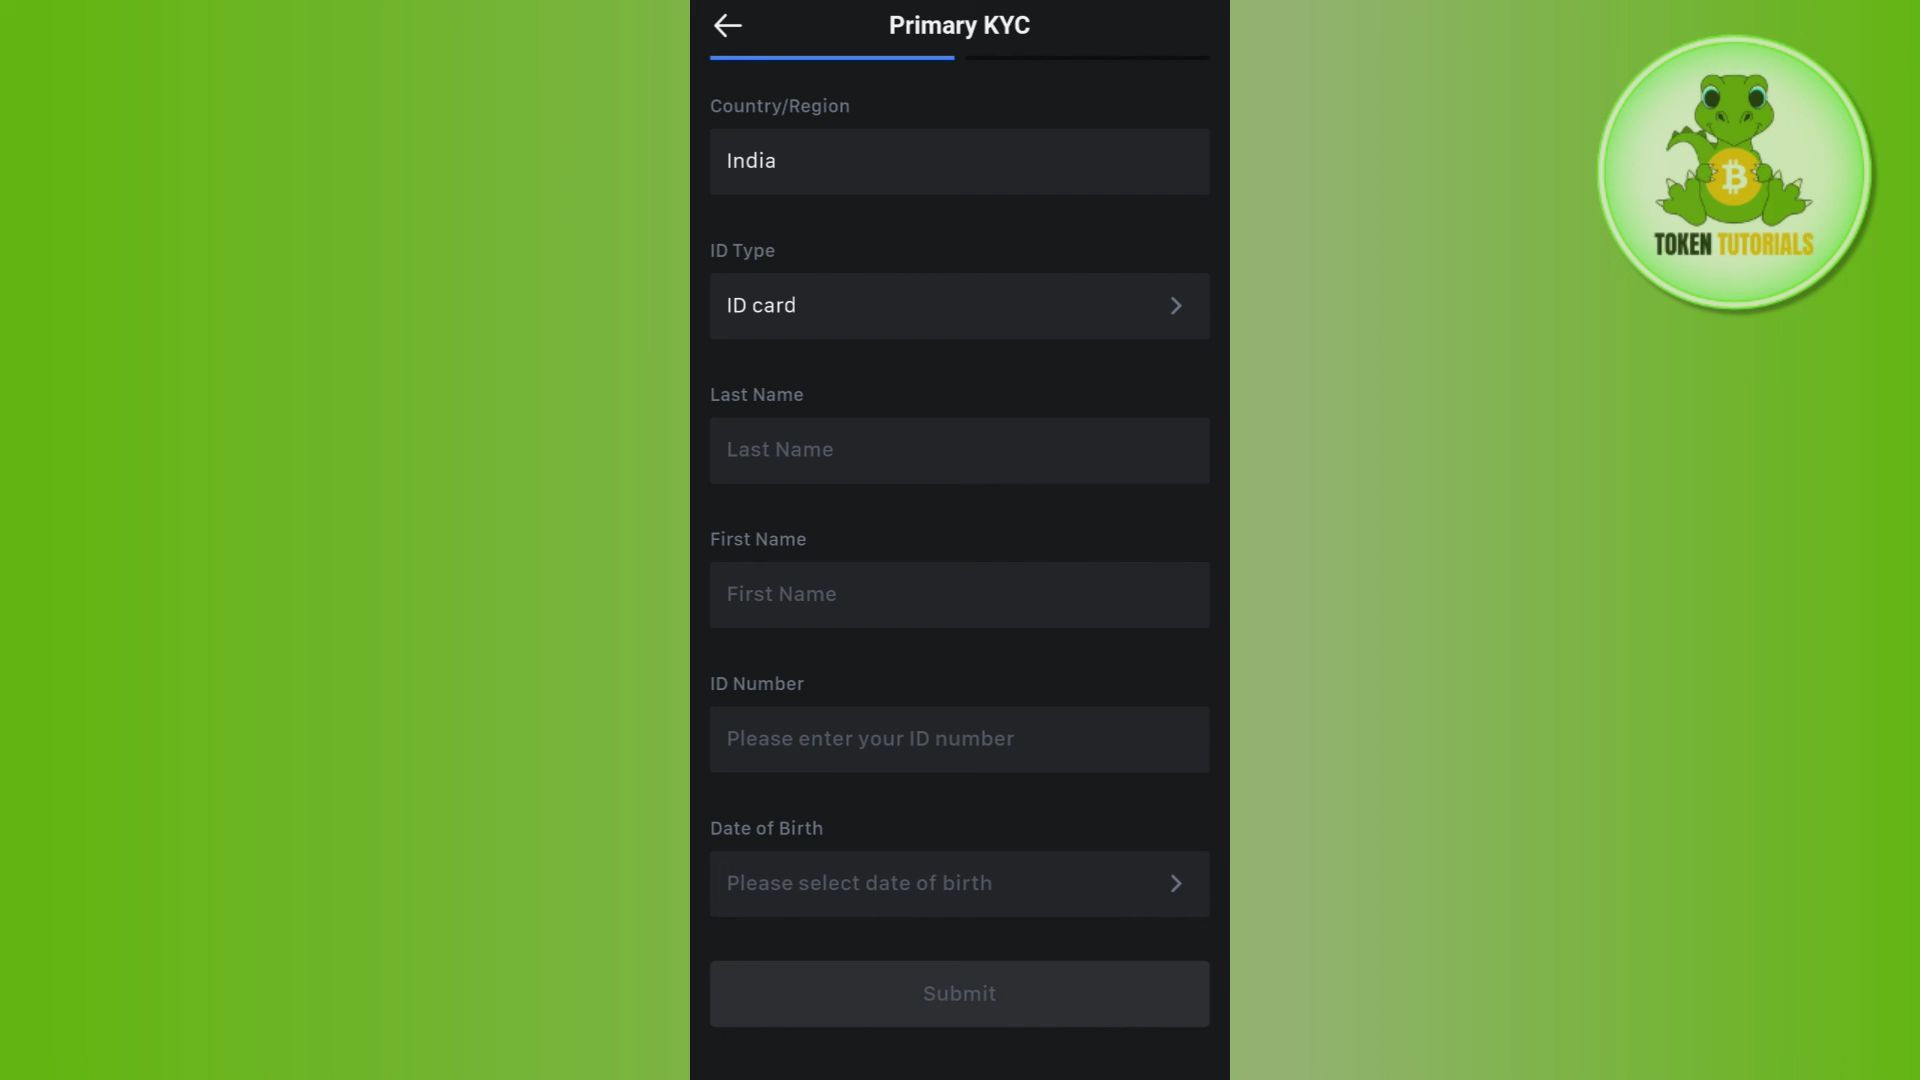 Primary KYC
Country/Region
India
ID Type
ID card
Last Name
Last Name
First Name
First Name
ID Number
Please enter your ID number
Date of Birth
Please select date of birth
Submit
₿
TOKEN TUTORIALS